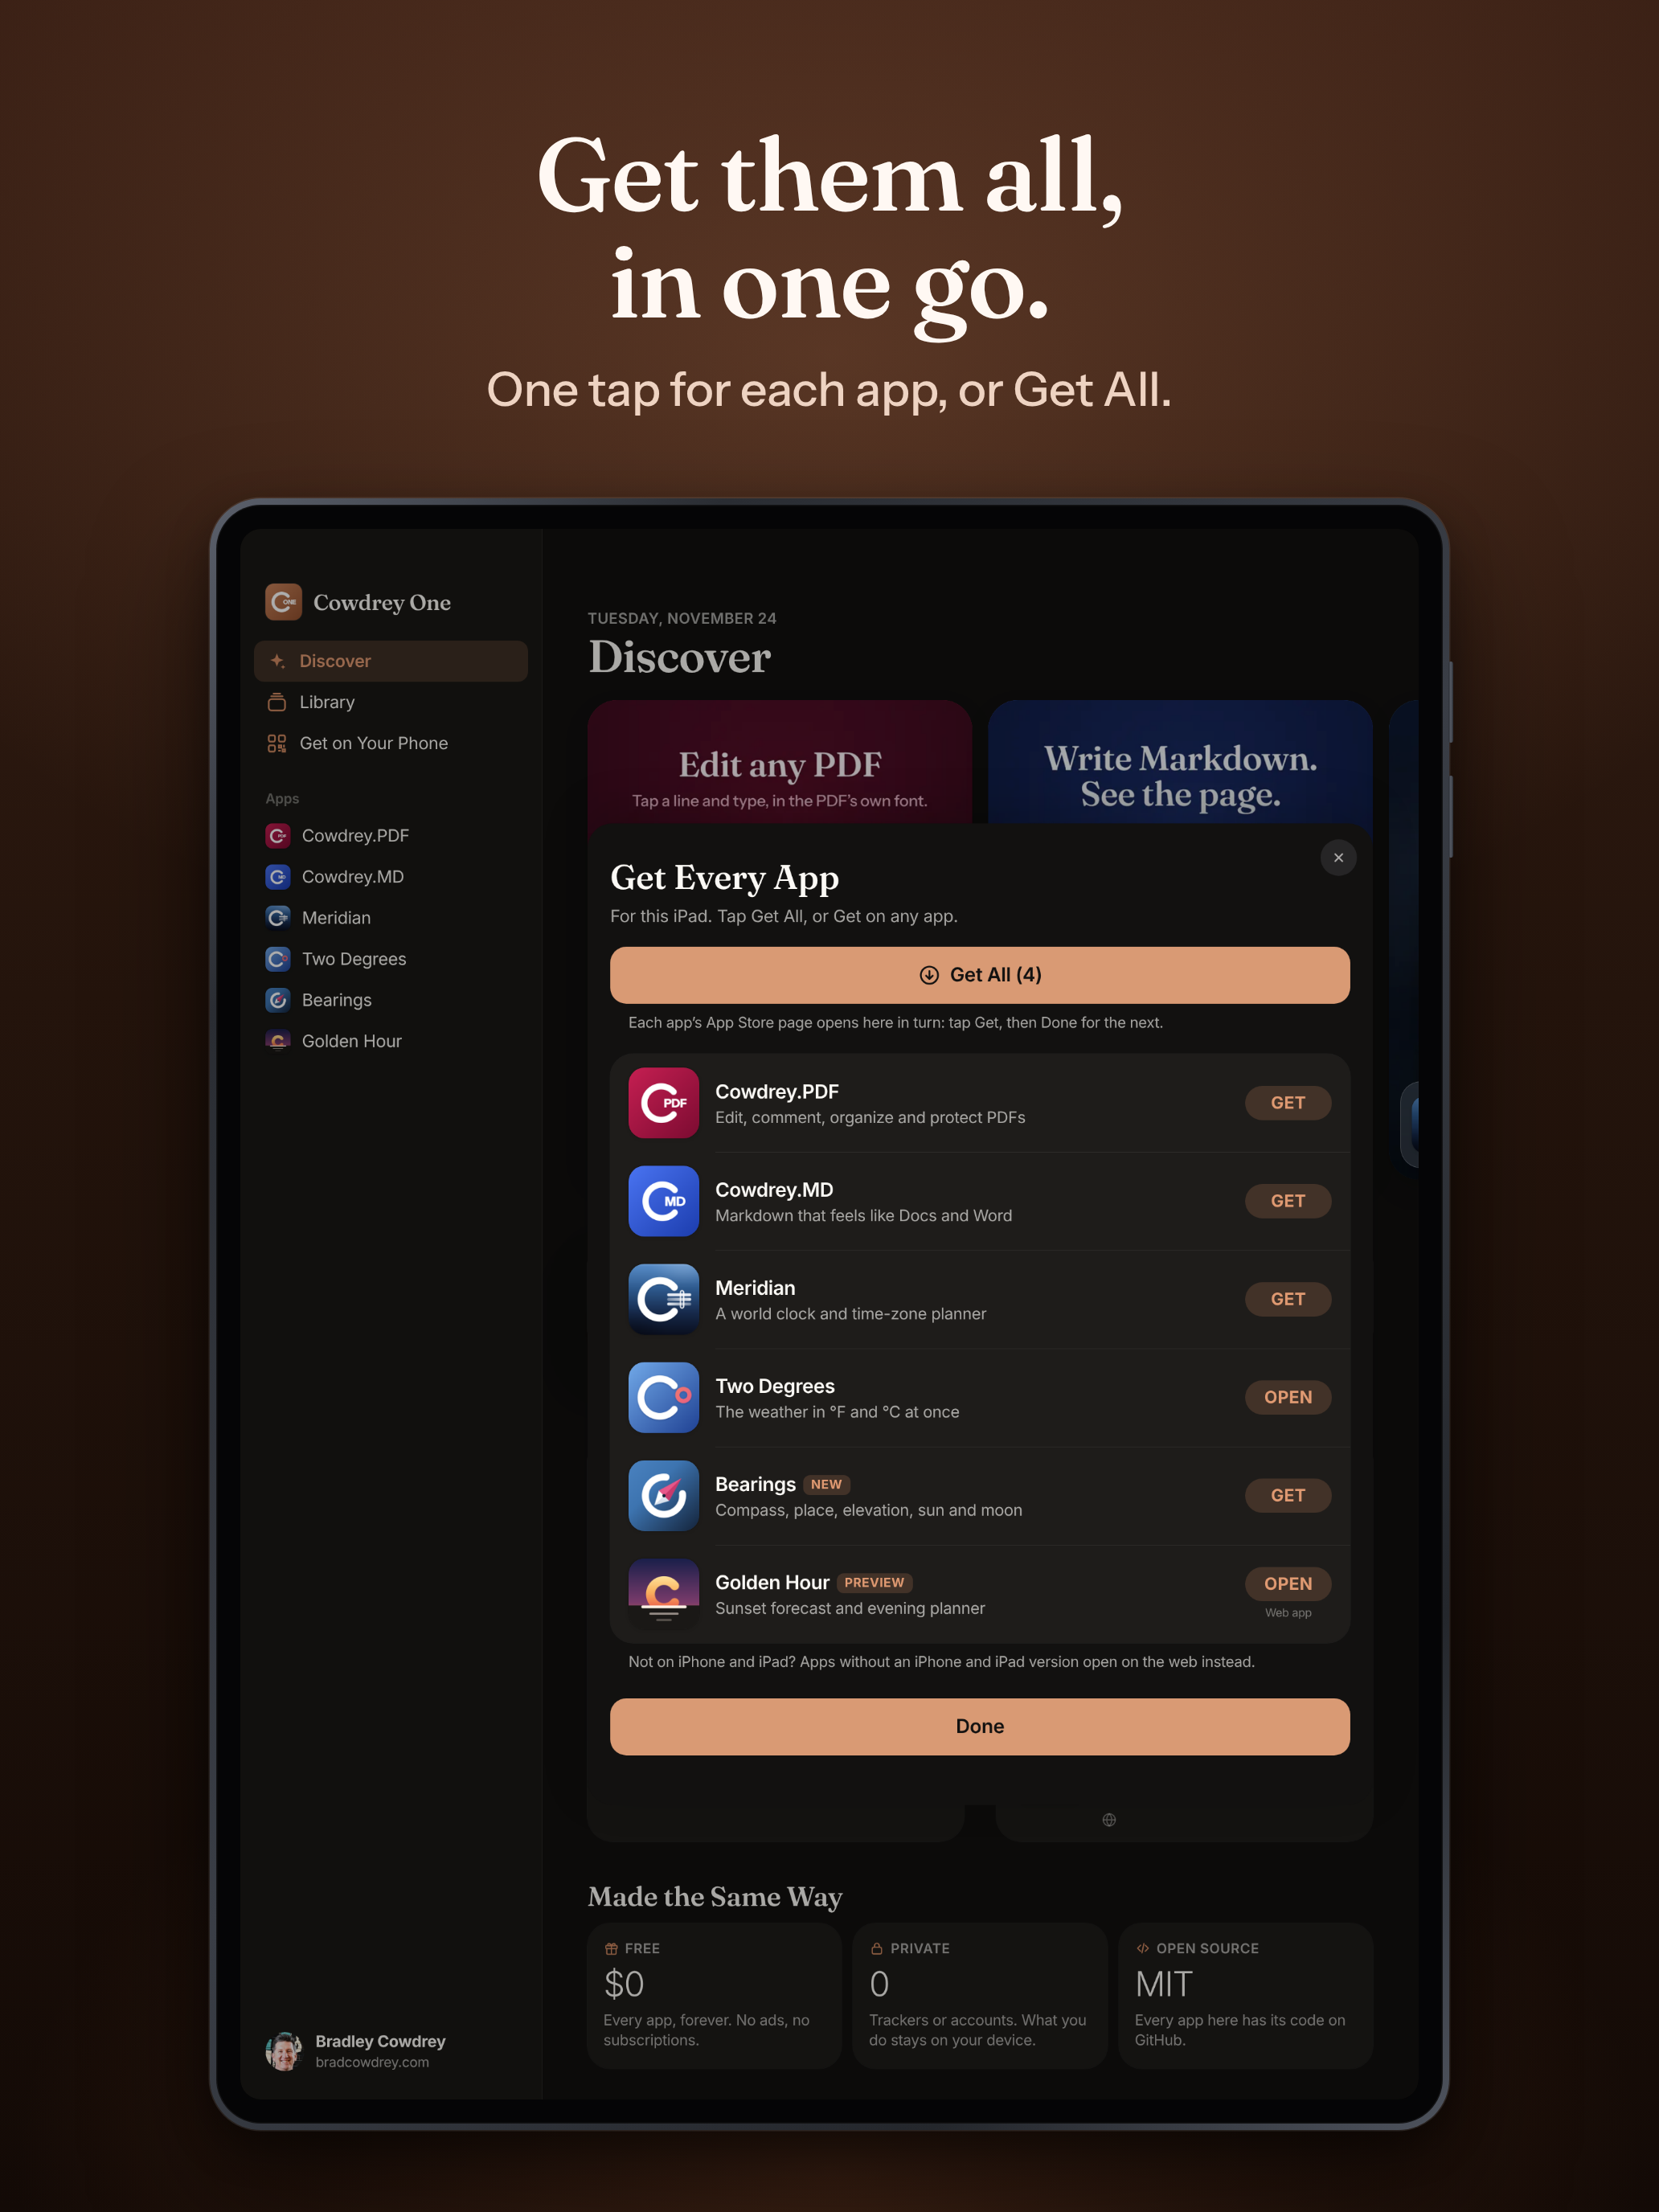 Get them all,
in one go.
One tap for each app, or Get All.
ONE
Cowdrey One
Discover
Library
Get on Your Phone
Apps
Cowdrey.PDF
Cowdrey.MD
Meridian
Two Degrees
Bearings
Golden Hour
Bradley Cowdrey
bradcowdrey.com
TUESDAY, NOVEMBER 24
Discover
Edit any PDF
Tap a line and type, in the PDF's own font.
Write Markdown.
See the page.
Get Every App
For this iPad. Tap Get All, or Get on any app.
Get All (4)
Each app's App Store page opens here in turn: tap Get, then Done for the next.
PDF
Cowdrey.PDF
Edit, comment, organize and protect PDFs
GET
MD
Cowdrey.MD
Markdown that feels like Docs and Word
GET
Meridian
A world clock and time-zone planner
GET
Two Degrees
The weather in °F and °C at once
OPEN
Bearings NEW
Compass, place, elevation, sun and moon
GET
Golden Hour PREVIEW
Sunset forecast and evening planner
OPEN
Web app
Not on iPhone and iPad? Apps without an iPhone and iPad version open on the web instead.
Done
Made the Same Way
FREE
$0
Every app, forever. No ads, no
subscriptions.
PRIVATE
0
Trackers or accounts. What you
do stays on your device.
OPEN SOURCE
MIT
Every app here has its code on
GitHub.